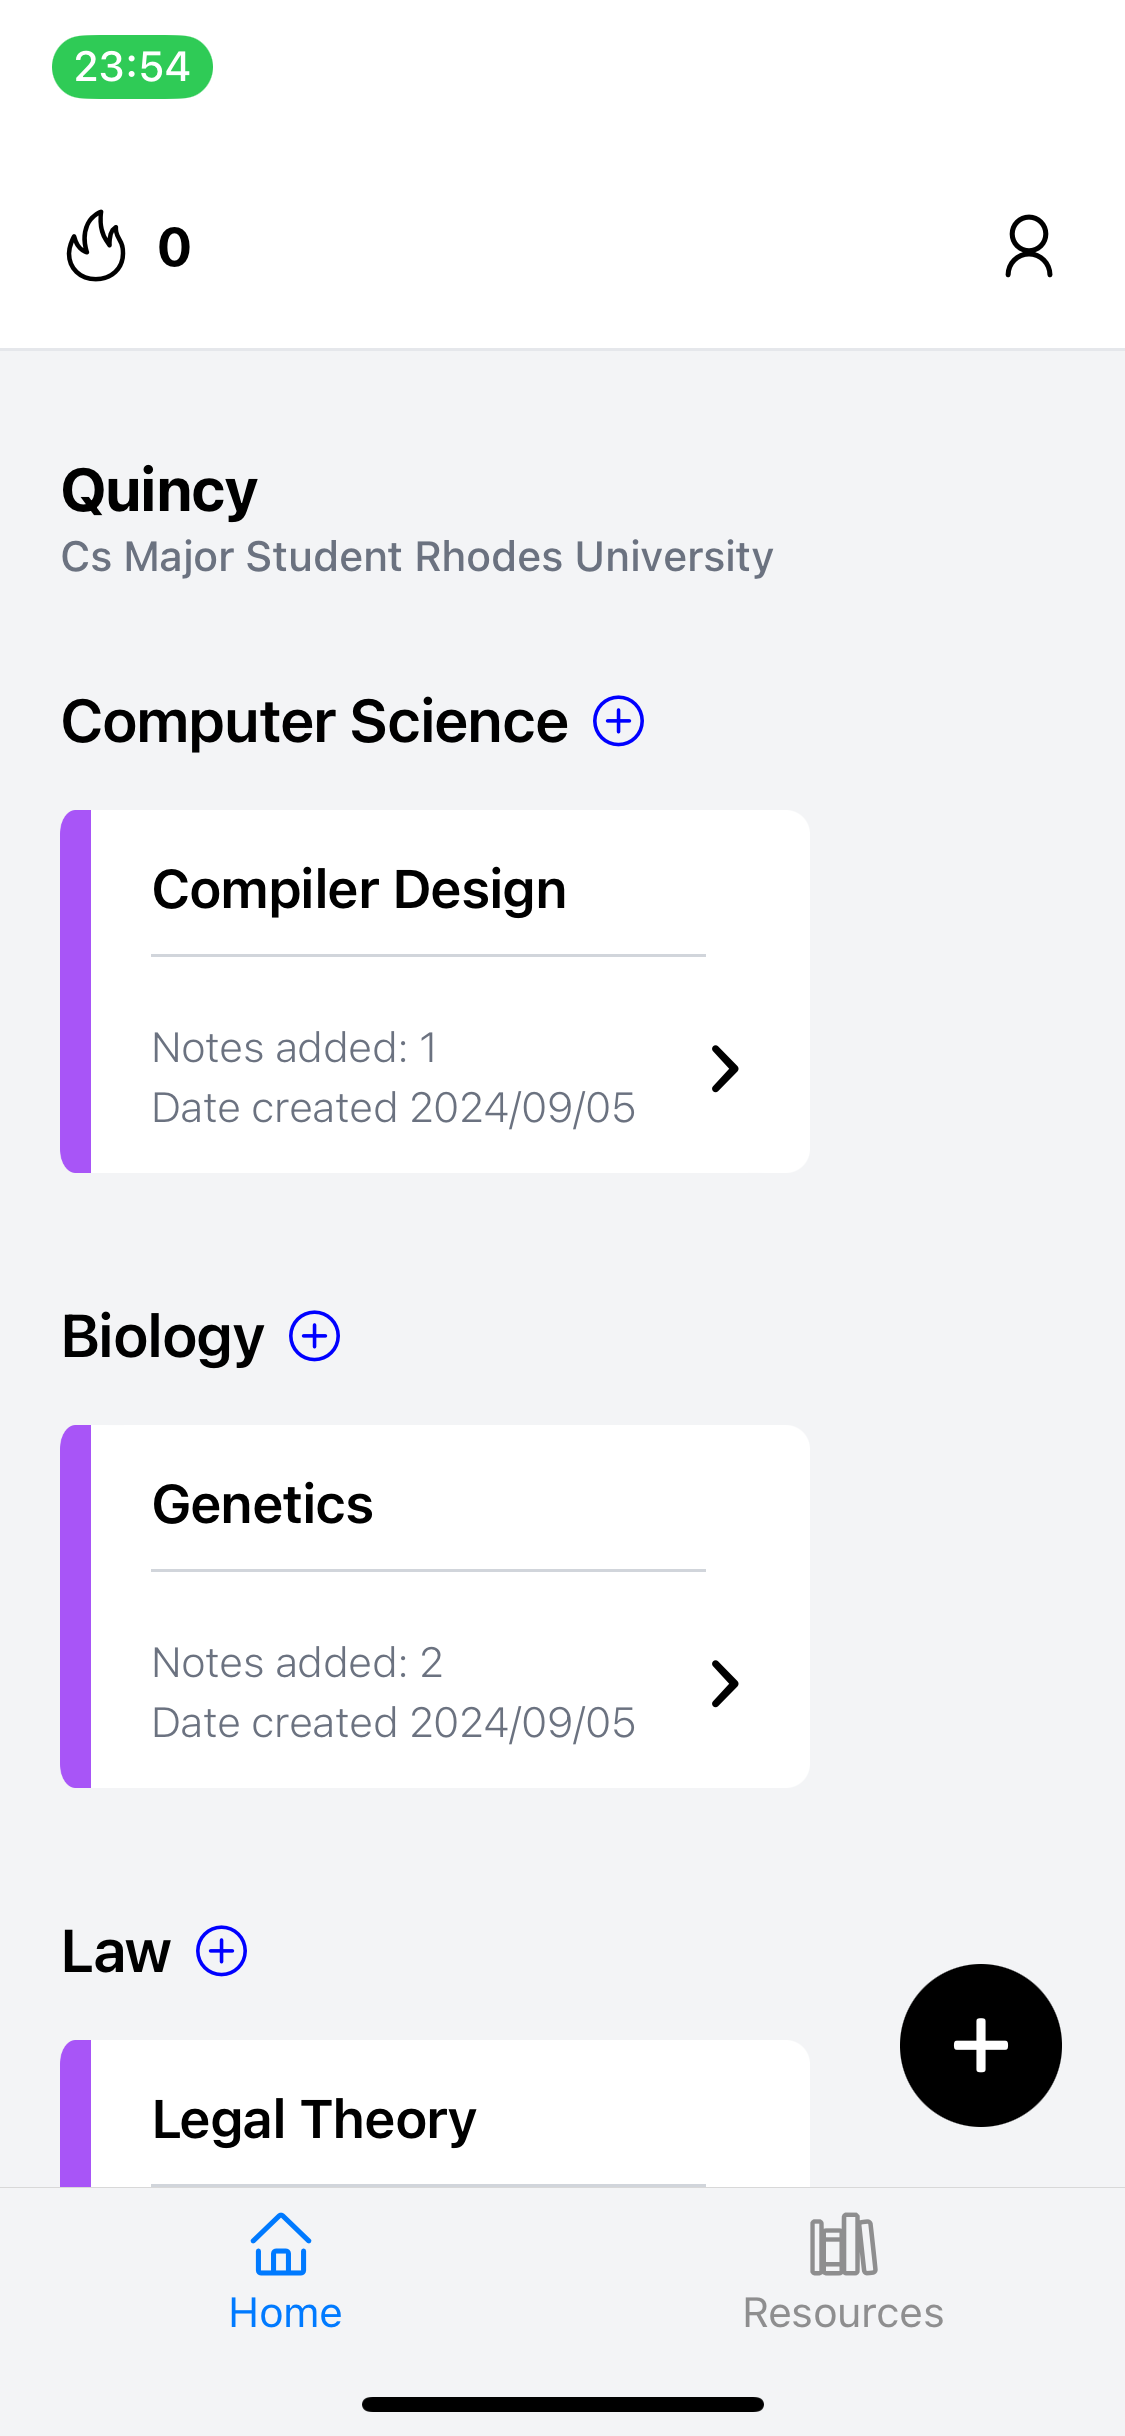 23:54
0
Quincy
Cs Major Student Rhodes University
Computer Science
Compiler Design
Notes added: 1
Date created 2024/09/05
Biology
Genetics
Notes added: 2
Date created 2024/09/05
Law
Legal Theory
Home
Resources